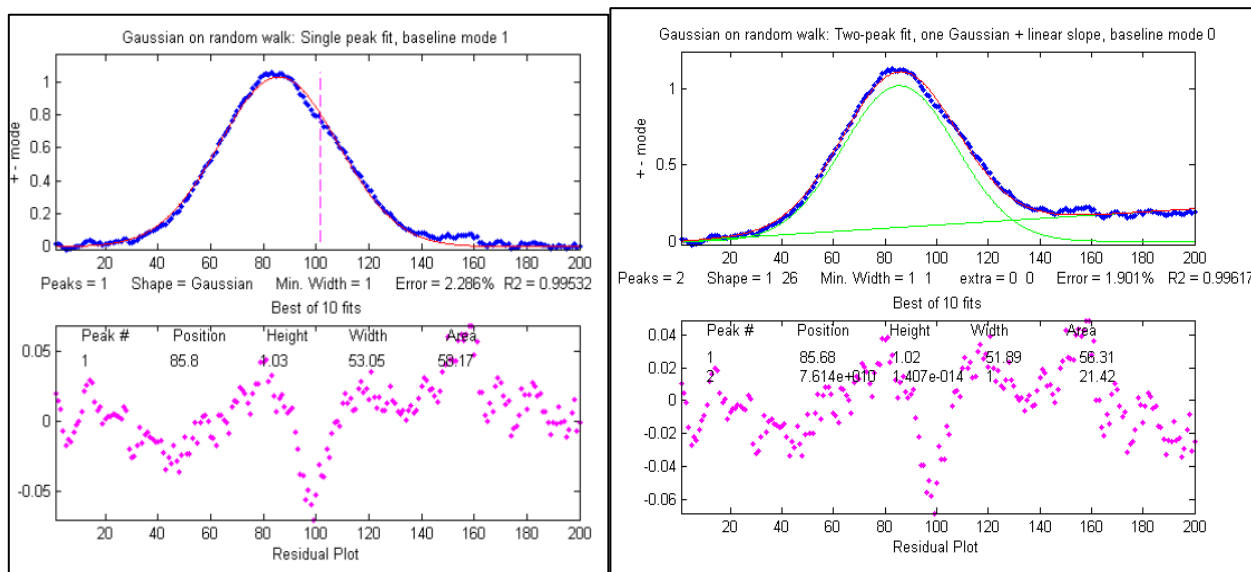 Gaussian on random walk: Single peak fit, baseline mode 1
+ - mode
1
0.8
0.6
0.4
0.2
0
20 40 60 80 100 120 140 160 180 200
Peaks = 1 Shape = Gaussian Min. Width = 1 Error = 2.286% R2 = 0.99532
Best of 10 fits
Peak # Position Height Width Area
1 85.8 1.03 53.05 58.17
0.05
0
-0.05
20 40 60 80 100 120 140 160 180 200
Residual Plot
Gaussian on random walk: Two-peak fit, one Gaussian + linear slope, baseline mode 0
+ - mode
1
0.5
0
20 40 60 80 100 120 140 160 180 200
Peaks = 2 Shape = 1 26 Min. Width = 1 1 extra = 0 0 Error = 1.901% R2 = 0.99617
Best of 10 fits
Peak # Position Height Width Area
1 85.68 1.02 51.89 56.31
2 7.614e+010 1.407e-014 1 21.42
0.04
0.02
0
-0.02
-0.04
-0.06
20 40 60 80 100 120 140 160 180 200
Residual Plot